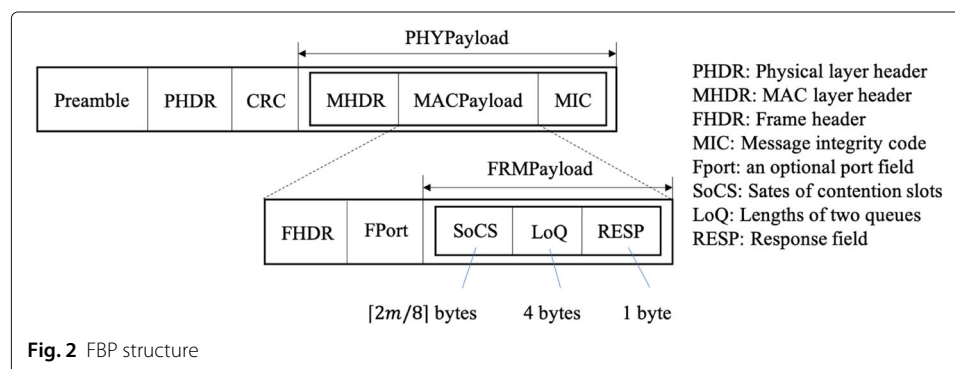 PHYPayload
Preamble PHDR CRC MHDR MACPayload MIC
FRMPayload
FHDR FPort SoCS LoQ RESP
⌈2m/8⌉ bytes 4 bytes 1 byte
PHDR: Physical layer header
MHDR: MAC layer header
FHDR: Frame header
MIC: Message integrity code
Fport: an optional port field
SoCS: Sates of contention slots
LoQ: Lengths of two queues
RESP: Response field
Fig. 2 FBP structure